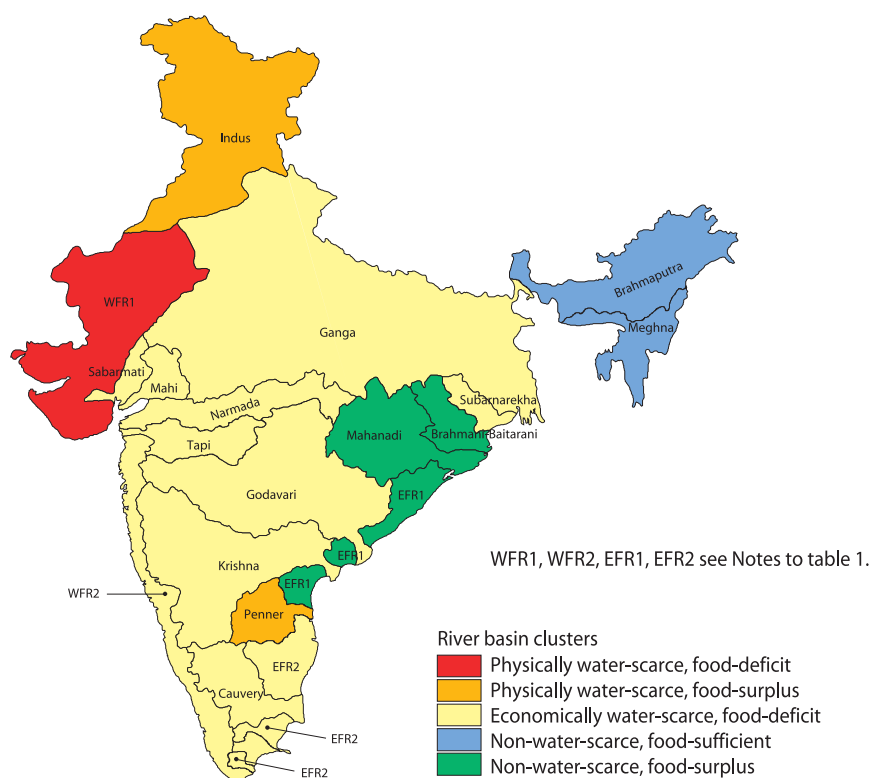 Indus
WFR1
Ganga
Brahmaputra
Meghna
Sabarmati
Mahi
Narmada
Subarnarekha
Mahanadi
Brahmani-Baitarani
Tapi
Godavari
EFR1
EFR1
Krishna
EFR1
WFR2
Penner
EFR2
Cauvery
EFR2
EFR2
WFR1, WFR2, EFR1, EFR2 see Notes to table 1.
River basin clusters
Physically water-scarce, food-deficit
Physically water-scarce, food-surplus
Economically water-scarce, food-deficit
Non-water-scarce, food-sufficient
Non-water-scarce, food-surplus